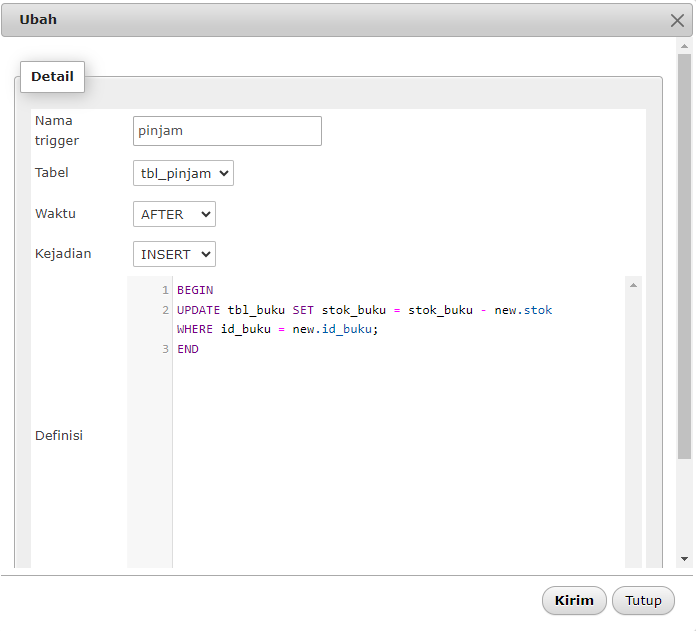 Ubah
Detail
Nama
trigger
pinjam
Tabel
tbl_pinjam
Waktu
AFTER
Kejadian
INSERT
Definisi
1 BEGIN
2 UPDATE tbl_buku SET stok_buku = stok_buku - new.stok
WHERE id_buku = new.id_buku;
3 END
Kirim
Tutup